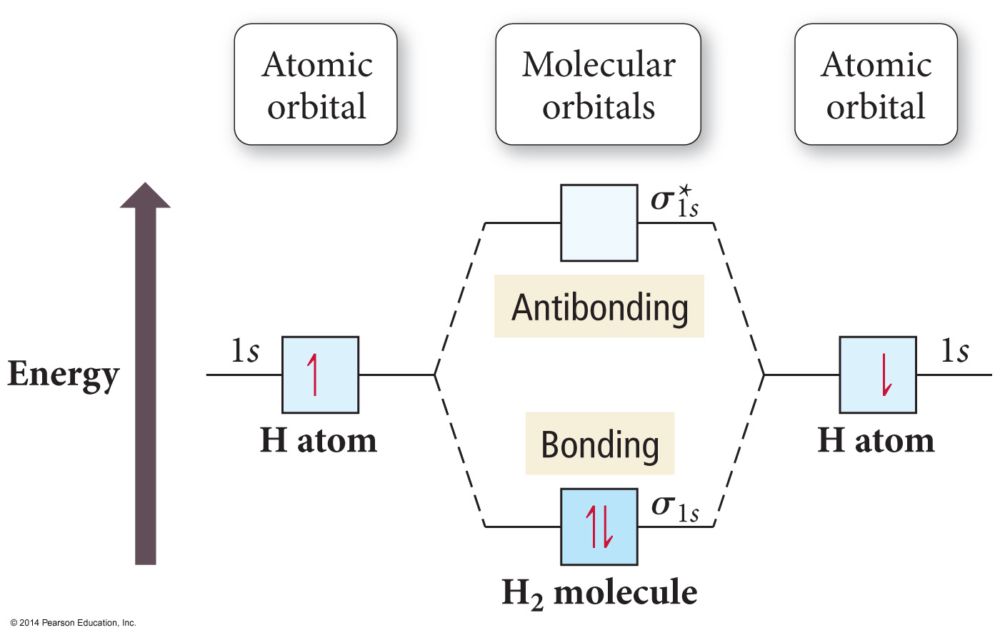 Atomic
orbital
Molecular
orbitals
Atomic
orbital
σ*1s
Antibonding
1s
1s
Energy
H atom
H atom
Bonding
σ1s
H2 molecule
© 2014 Pearson Education, Inc.